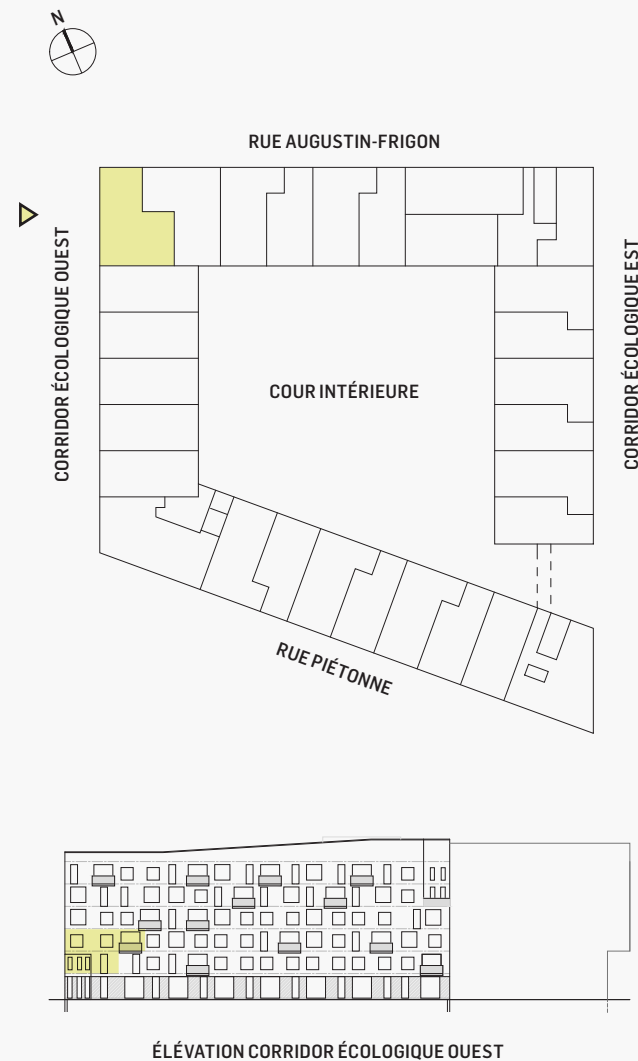 N
RUE AUGUSTIN-FRIGON
CORRIDOR ÉCOLOGIQUE OUEST
COUR INTÉRIEURE
CORRIDOR ÉCOLOGIQUE EST
RUE PIÉTONNE
ÉLÉVATION CORRIDOR ÉCOLOGIQUE OUEST